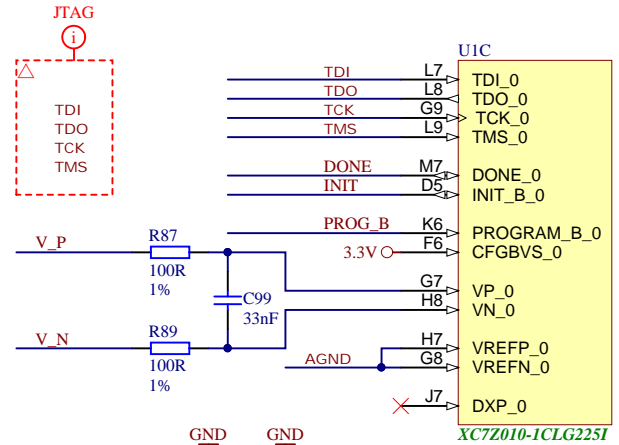 JTAG
i
U1C
TDI
TDO
TCK
TMS
TDI L7 TDI_0
TDO L8 TDO_0
TCK G9 TCK_0
TMS L9 TMS_0
DONE M7 DONE_0
INIT D5 INIT_B_0
PROG_B K6 PROGRAM_B_0
3.3V F6 CFGBVS_0
V_P R87
100R
1%
G7 VP_0
H8 VN_0
C99
33nF
V_N R89
100R
1%
H7 VREFP_0
AGND G8 VREFN_0
J7 DXP_0
GND GND
XC7Z010-1CLG225I